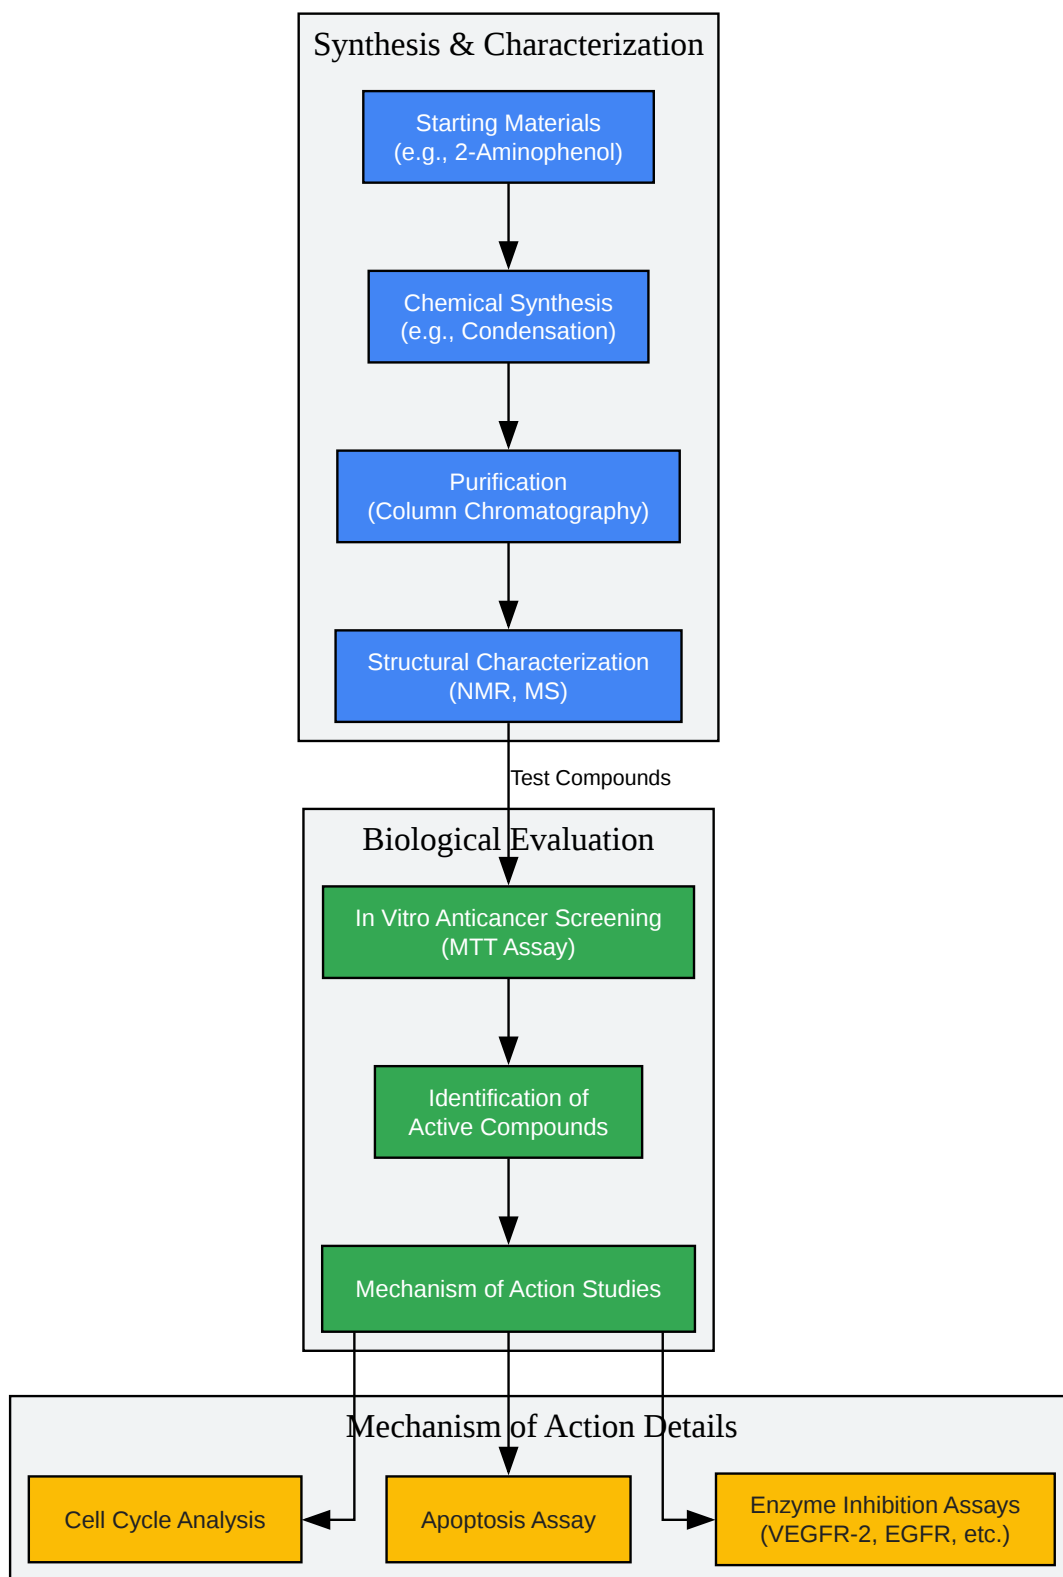 Synthesis & Characterization
Starting Materials
(e.g., 2-Aminophenol)
Chemical Synthesis
(e.g., Condensation)
Purification
(Column Chromatography)
Structural Characterization
(NMR, MS)
Test Compounds
Biological Evaluation
In Vitro Anticancer Screening
(MTT Assay)
Identification of
Active Compounds
Mechanism of Action Studies
Mechanism of Action Details
Cell Cycle Analysis
Apoptosis Assay
Enzyme Inhibition Assays
(VEGFR-2, EGFR, etc.)